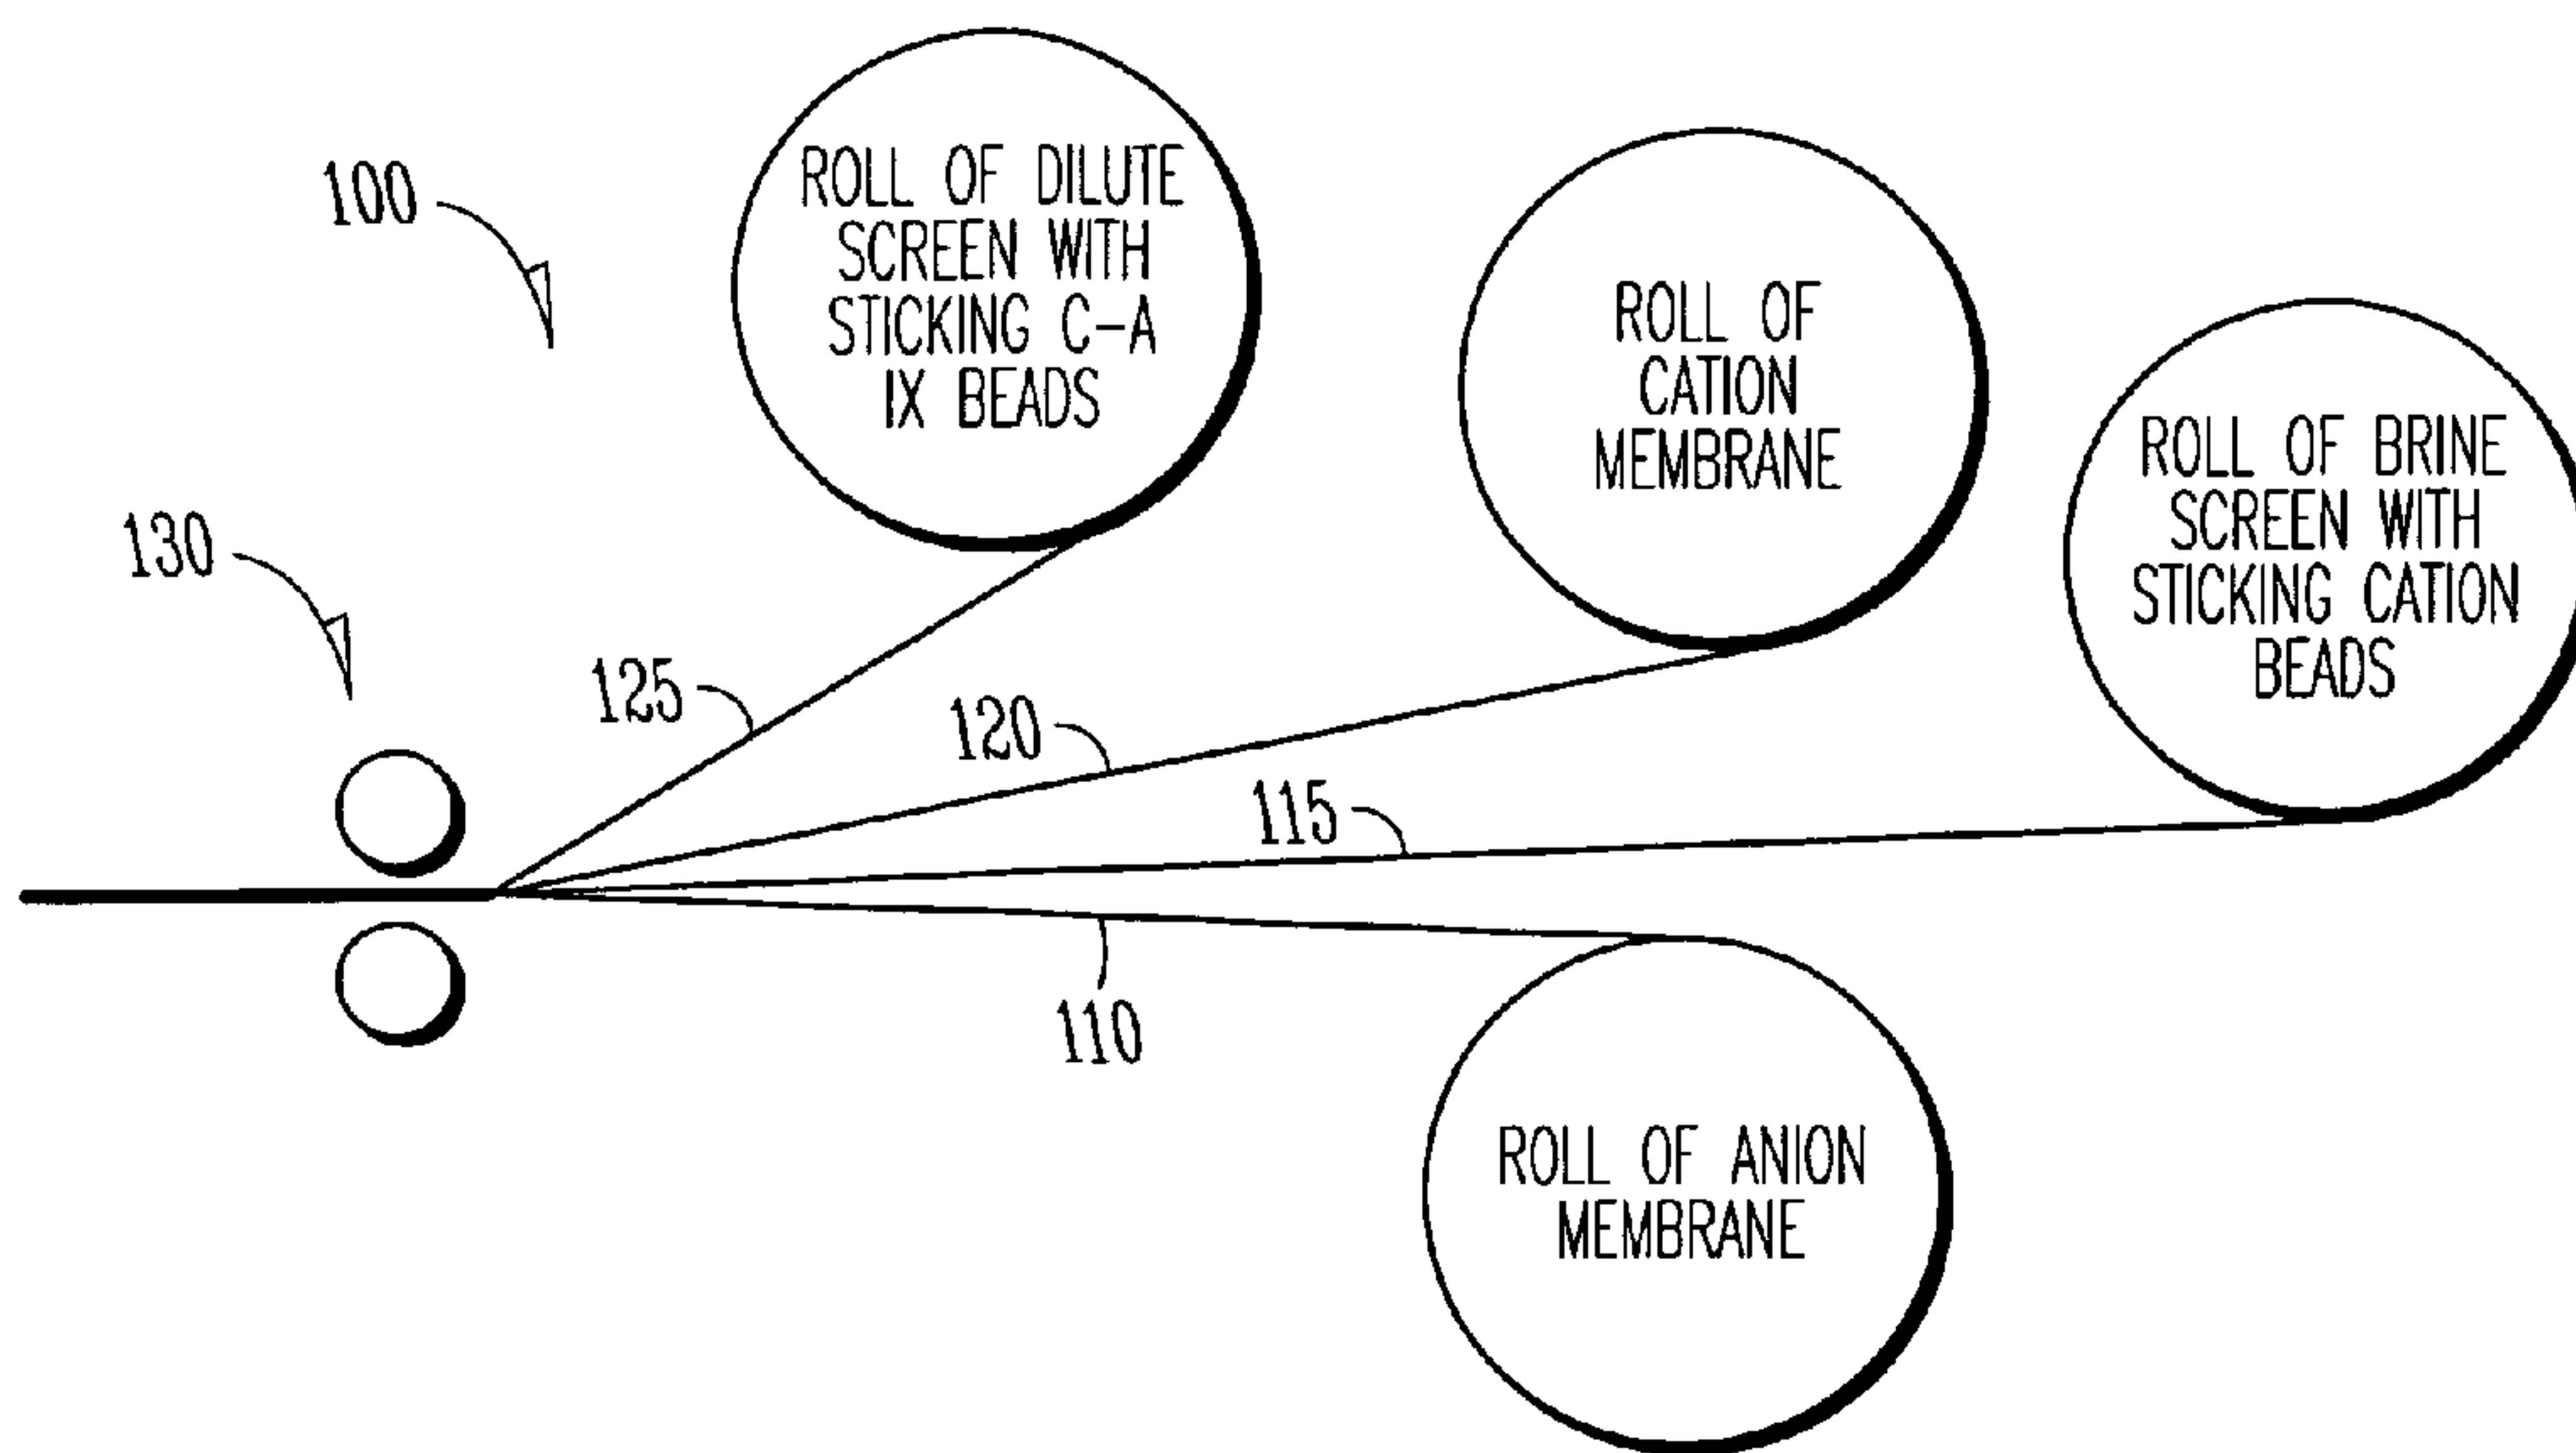 100
ROLL OF DILUTE
SCREEN WITH
STICKING C-A
IX BEADS
ROLL OF
CATION
MEMBRANE
ROLL OF BRINE
SCREEN WITH
STICKING CATION
BEADS
130
125
120
115
110
ROLL OF ANION
MEMBRANE